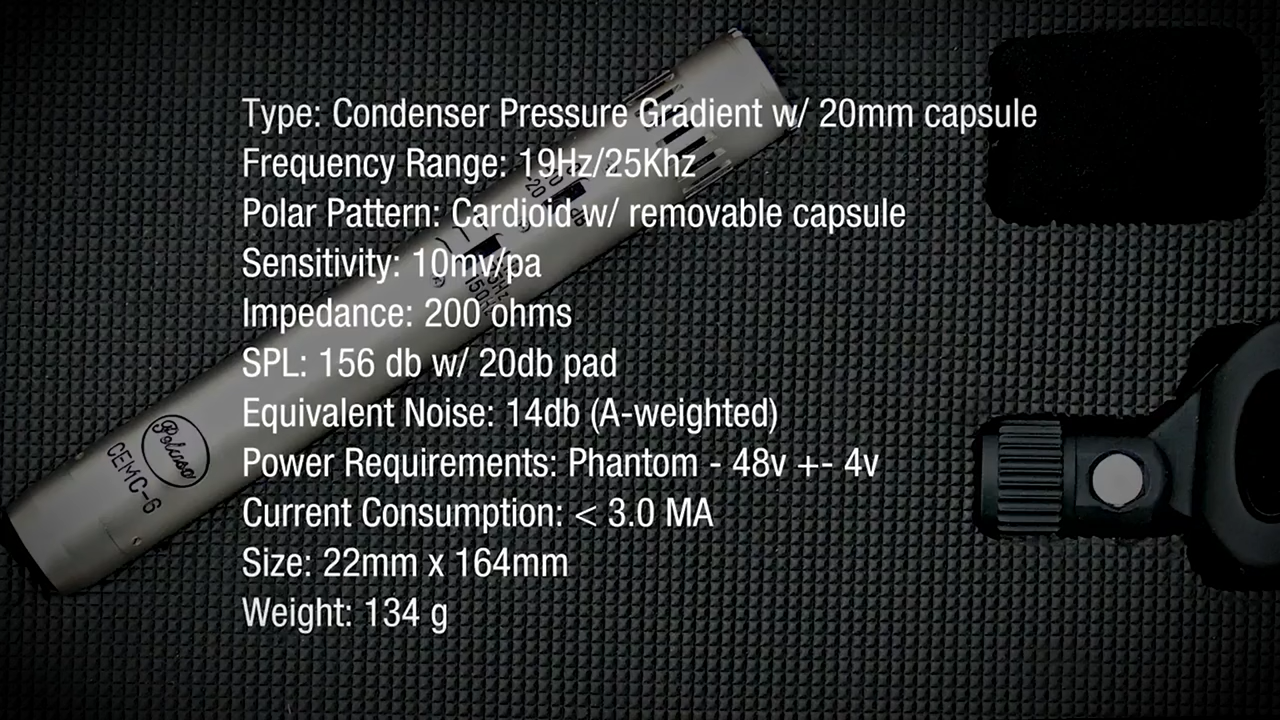 Type: Condenser Pressure Gradient w/ 20mm capsule
Frequency Range: 19Hz/25Khz
Polar Pattern: Cardioid w/ removable capsule
Sensitivity: 10mv/pa
Impedance: 200 ohms
SPL: 156 db w/ 20db pad
Equivalent Noise: 14db (A-weighted)
Power Requirements: Phantom - 48v +- 4v
Current Consumption: < 3.0 MA
Size: 22mm x 164mm
Weight: 134 g
Peluso
CEMC-6